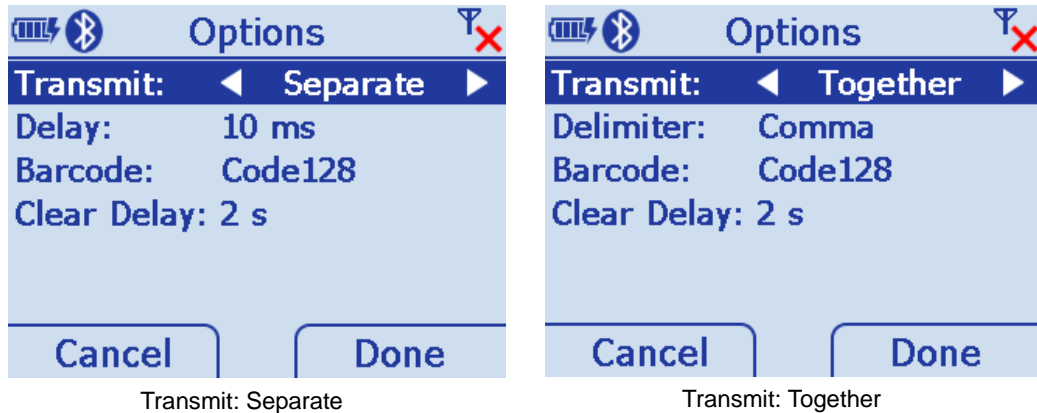 Options
Transmit: Separate
Delay: 10 ms
Barcode: Code128
Clear Delay: 2 s
Cancel Done
Transmit: Separate
Options
Transmit: Together
Delimiter: Comma
Barcode: Code128
Clear Delay: 2 s
Cancel Done
Transmit: Together